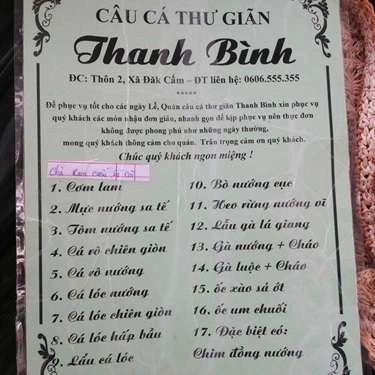 CÂU CÁ THƯ GIÃN
Thanh Bình
ĐC: Thôn 2, Xã Đăk Cấm – ĐT liên hệ: 0606.555.355
*****
Để phục vụ tốt cho các ngày Lễ, Quán câu cá thư giãn Thanh Bình xin phục vụ
quý khách các món nhậu đơn giản, nhanh gọn để kịp phục vụ nên thực đơn
không được phong phú như những ngày thường,
mong quý khách thông cảm cho quán. Trân trọng cảm ơn quý khách.
Chúc quý khách ngon miệng !
1. Cơm lam
2. Mực nướng sa tế
3. Tôm nướng sa tế
4. Cá rô chiên giòn
5. Cá rô nướng
6. Cá lóc nướng
7. Cá lóc chiên giòn
8. Cá lóc hấp bầu
9. Lẩu cá lóc
10. Bò nướng cục
11. Heo rừng nướng vĩ
12. Lẩu gà lá giang
13. Gà nướng + Cháo
14. Gà luộc + Cháo
15. ốc xào sả ớt
16. ốc um chuối
17. Đặc biệt có:
Chim đồng nướng